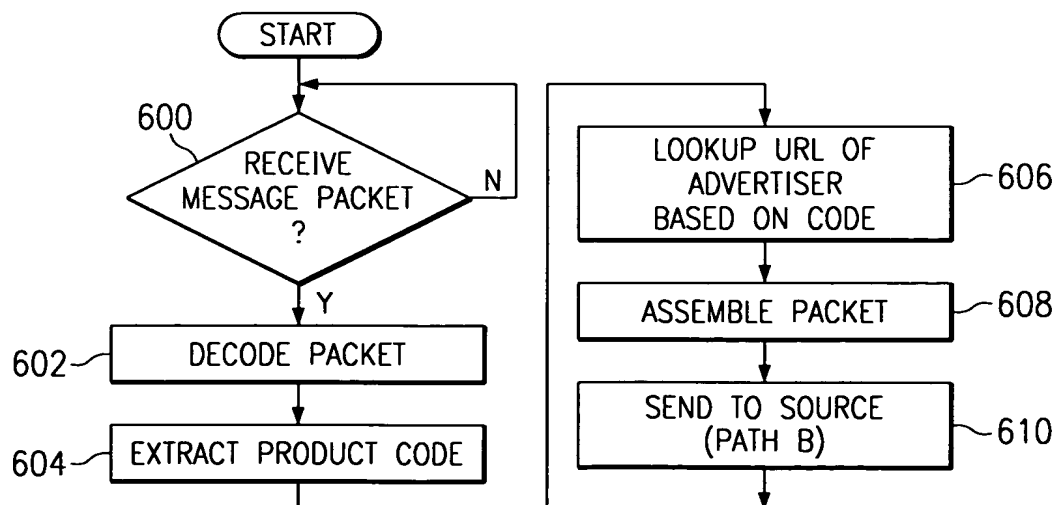 START
600
RECEIVE
MESSAGE PACKET
?
N
Y
602
DECODE PACKET
604
EXTRACT PRODUCT CODE
LOOKUP URL OF
ADVERTISER
BASED ON CODE
606
ASSEMBLE PACKET
608
SEND TO SOURCE
(PATH B)
610